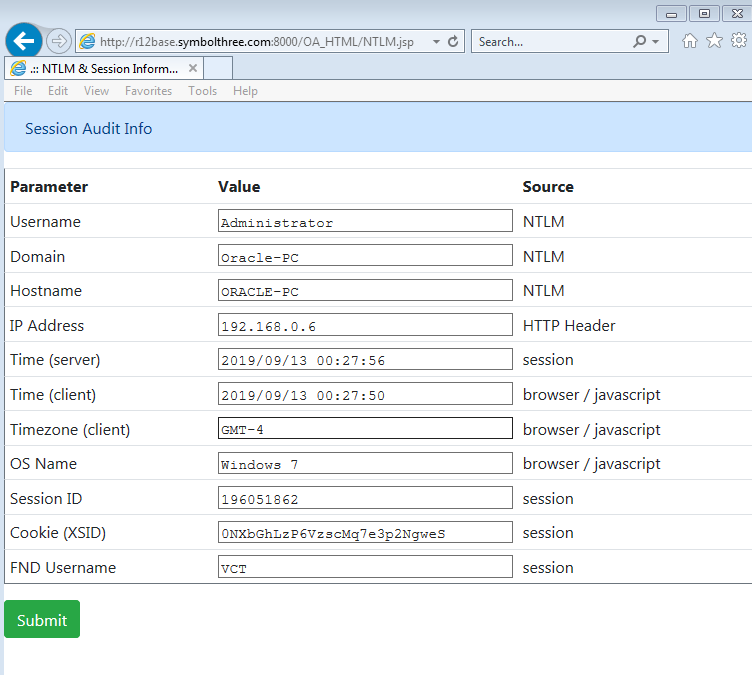 http://r12base.symbolthree.com:8000/OA_HTML/NTLM.jsp Search...
.:: NTLM & Session Inform...
File Edit View Favorites Tools Help
Session Audit Info
Parameter Value Source
Username Administrator NTLM
Domain Oracle-PC NTLM
Hostname ORACLE-PC NTLM
IP Address 192.168.0.6 HTTP Header
Time (server) 2019/09/13 00:27:56 session
Time (client) 2019/09/13 00:27:50 browser / javascript
Timezone (client) GMT-4 browser / javascript
OS Name Windows 7 browser / javascript
Session ID 196051862 session
Cookie (XSID) 0NXbGhLzP6VzscMq7e3p2NgweS session
FND Username VCT session
Submit